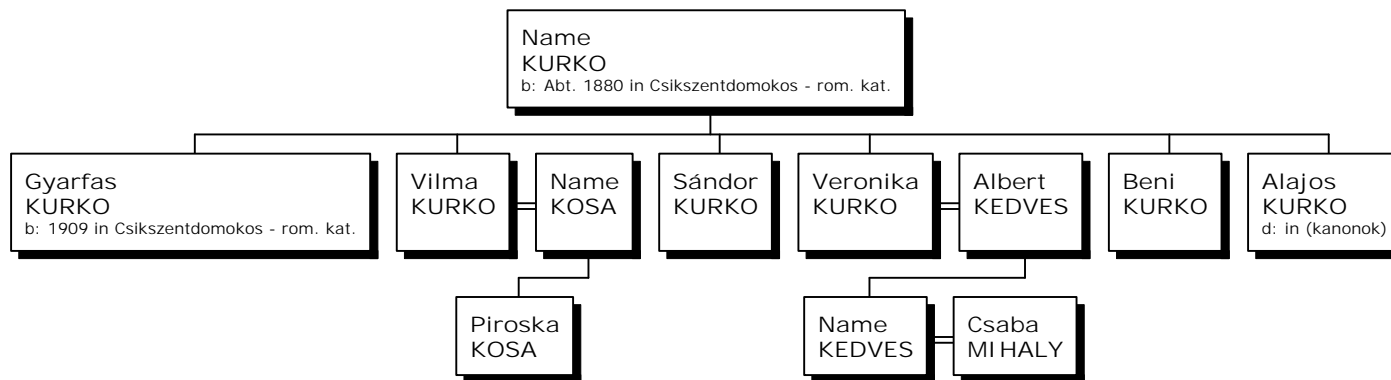 Name
KURKO
b: Abt. 1880 in Csikszentdomokos - rom. kat.
Gyarfas
KURKO
b: 1909 in Csikszentdomokos - rom. kat.
Vilma
KURKO
Name
KOSA
Sándor
KURKO
Veronika
KURKO
Albert
KEDVES
Beni
KURKO
Alajos
KURKO
d: in (kanonok)
Piroska
KOSA
Name
KEDVES
Csaba
MIHALY